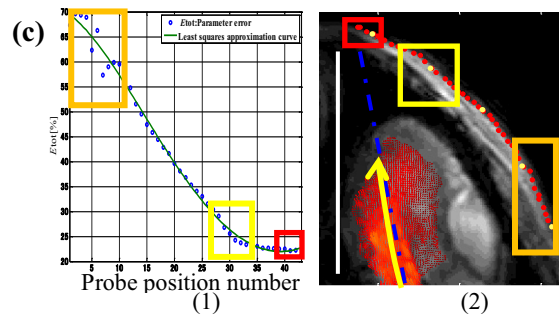 (c)
Etot:Parameter error
Least squares approximation curve
Etot[%]
70
65
60
55
50
45
40
35
30
25
20
5 10 15 20 25 30 35 40
Probe position number
(1)
(2)